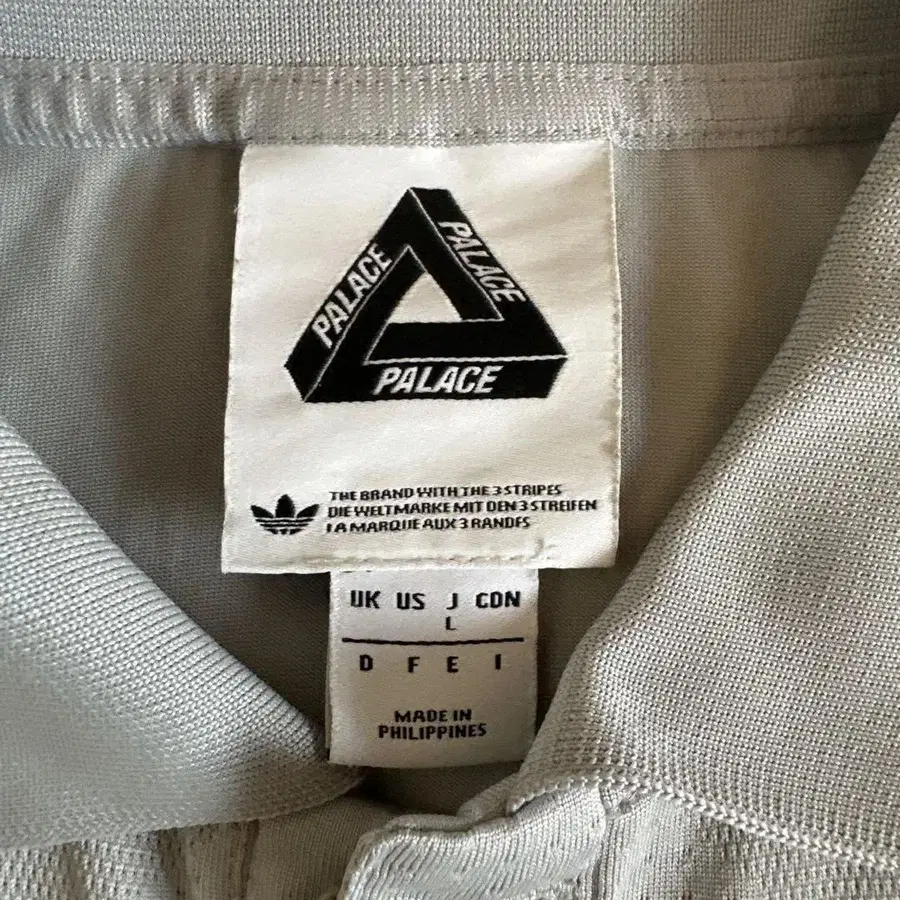 PALACE
PALACE
PALACE
THE BRAND WITH THE 3 STRIPES
DIE WELTMARKE MIT DEN 3 STREIFEN
LA MARQUE AUX 3 BANDES
UK US J CDN
L
D F E I
MADE IN
PHILIPPINES